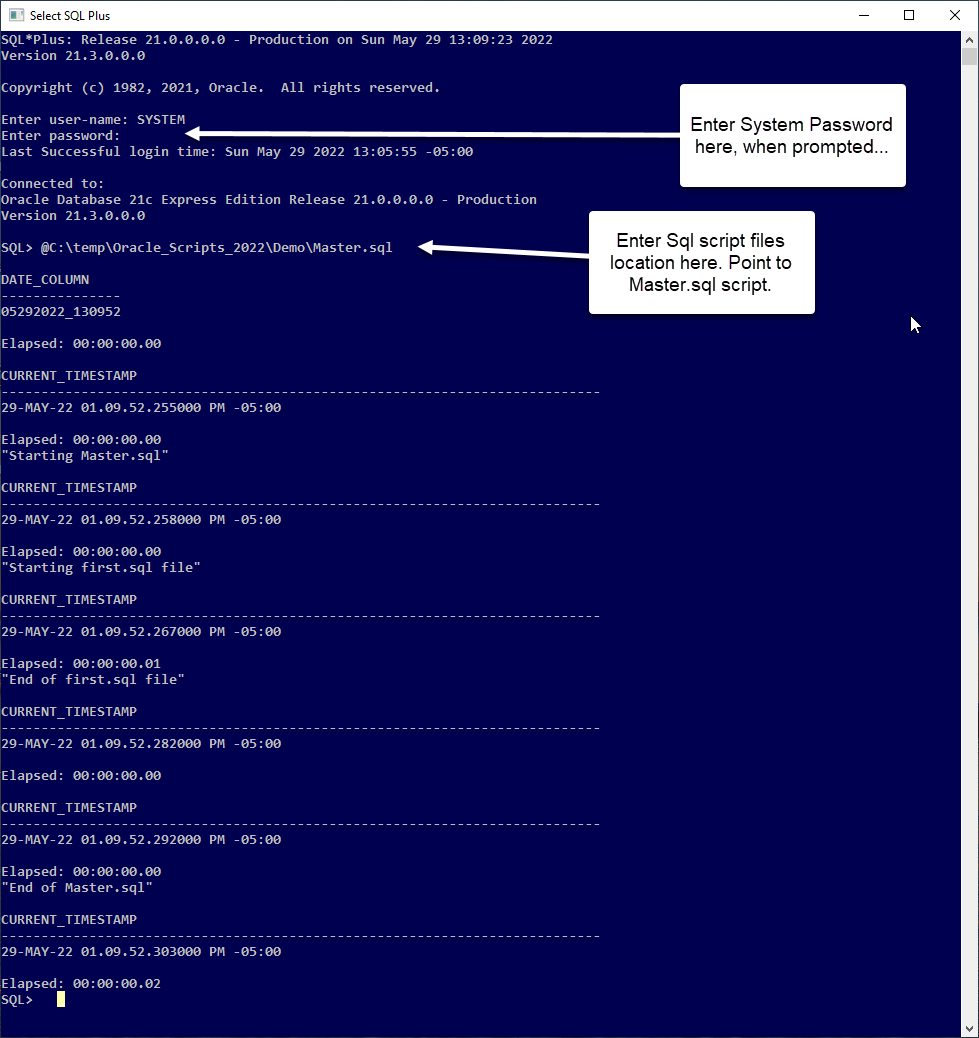 Select SQL Plus
SQL*Plus: Release 21.0.0.0.0 - Production on Sun May 29 13:09:23 2022
Version 21.3.0.0.0
Copyright (c) 1982, 2021, Oracle.  All rights reserved.
Enter user-name: SYSTEM
Enter password:
Last Successful login time: Sun May 29 2022 13:05:55 -05:00
Enter System Password
here, when prompted...
Connected to:
Oracle Database 21c Express Edition Release 21.0.0.0.0 - Production
Version 21.3.0.0.0
SQL> @C:\temp\Oracle_Scripts_2022\Demo\Master.sql
Enter Sql script files
location here. Point to
Master.sql script.
DATE_COLUMN
---------------
05292022_130952
Elapsed: 00:00:00.00
CURRENT_TIMESTAMP
---------------------------------------------------------------------------
29-MAY-22 01.09.52.255000 PM -05:00
Elapsed: 00:00:00.00
"Starting Master.sql"
CURRENT_TIMESTAMP
---------------------------------------------------------------------------
29-MAY-22 01.09.52.258000 PM -05:00
Elapsed: 00:00:00.00
"Starting first.sql file"
CURRENT_TIMESTAMP
---------------------------------------------------------------------------
29-MAY-22 01.09.52.267000 PM -05:00
Elapsed: 00:00:00.01
"End of first.sql file"
CURRENT_TIMESTAMP
---------------------------------------------------------------------------
29-MAY-22 01.09.52.282000 PM -05:00
Elapsed: 00:00:00.00
CURRENT_TIMESTAMP
---------------------------------------------------------------------------
29-MAY-22 01.09.52.292000 PM -05:00
Elapsed: 00:00:00.00
"End of Master.sql"
CURRENT_TIMESTAMP
---------------------------------------------------------------------------
29-MAY-22 01.09.52.303000 PM -05:00
Elapsed: 00:00:00.02
SQL>